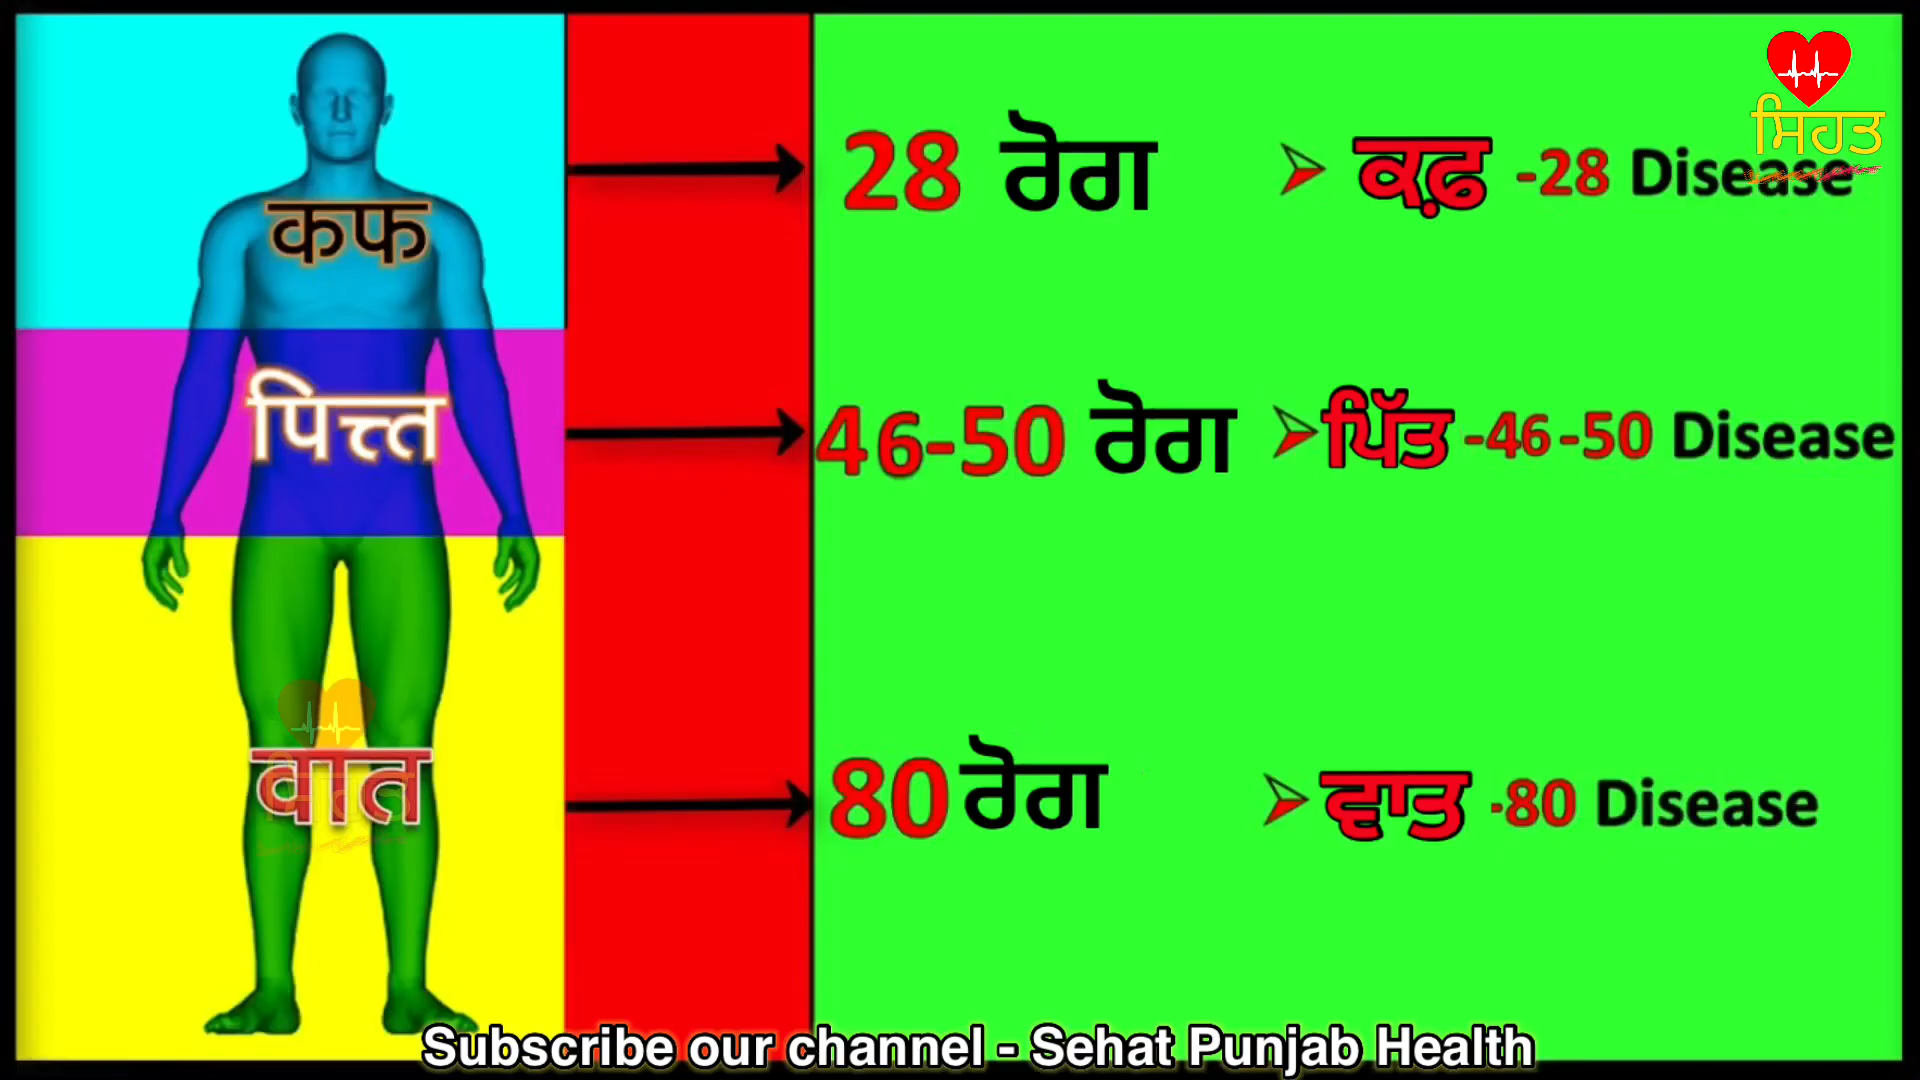 ਸਿਹਤ
कफ
28 ਰੋਗ
ਕਫ਼ -28 Disease
पित्त
46-50 ਰੋਗ
ਪਿੱਤ -46-50 Disease
वात
80 ਰੋਗ
ਵਾਤ -80 Disease
Subscribe our channel - Sehat Punjab Health